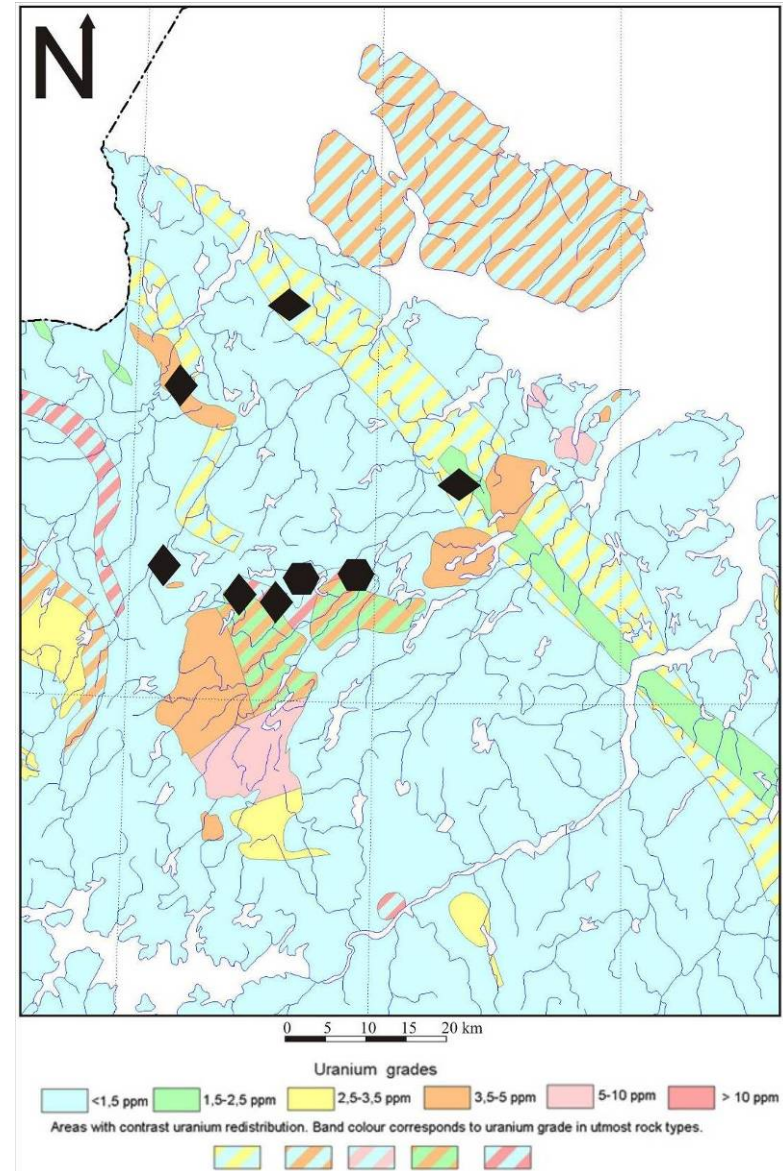 N
0 5 10 15 20 km
Uranium grades
<1,5 ppm 1,5-2,5 ppm 2,5-3,5 ppm 3,5-5 ppm 5-10 ppm > 10 ppm
Areas with contrast uranium redistribution. Band colour corresponds to uranium grade in utmost rock types.